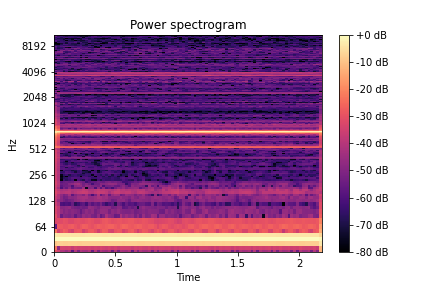 Power spectrogram
8192
4096
2048
1024
512
256
128
64
0
Hz
0
0.5
1
1.5
2
Time
+0 dB
-10 dB
-20 dB
-30 dB
-40 dB
-50 dB
-60 dB
-70 dB
-80 dB